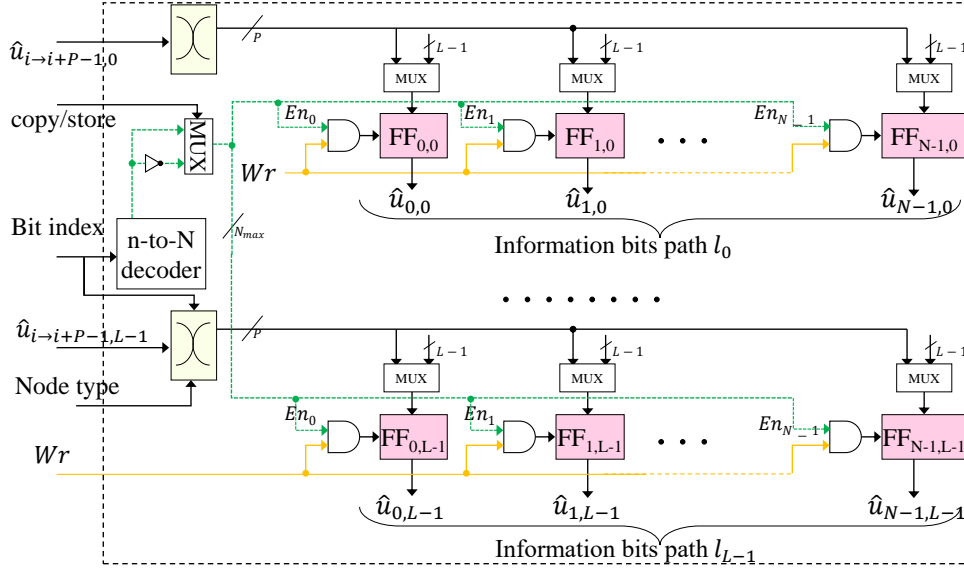 P L−1 L−1 L−1
û_{i→i+P−1,0}
MUX MUX MUX
copy/store
En_0 En_1 En_{N−1}
MUX
FF_{0,0} FF_{1,0} . . . FF_{N-1,0}
Wr
û_{0,0} û_{1,0} û_{N−1,0}
Bit index
N_{max}
n-to-N
decoder
Information bits path l_0
. . . . . . . .
û_{i→i+P−1,L−1}
P L−1 L−1 L−1
MUX MUX MUX
Node type
En_0 En_1 En_{N−1}
FF_{0,L-1} FF_{1,L-1} . . . FF_{N-1,L-1}
Wr
û_{0,L−1} û_{1,L−1} û_{N−1,L−1}
Information bits path l_{L−1}